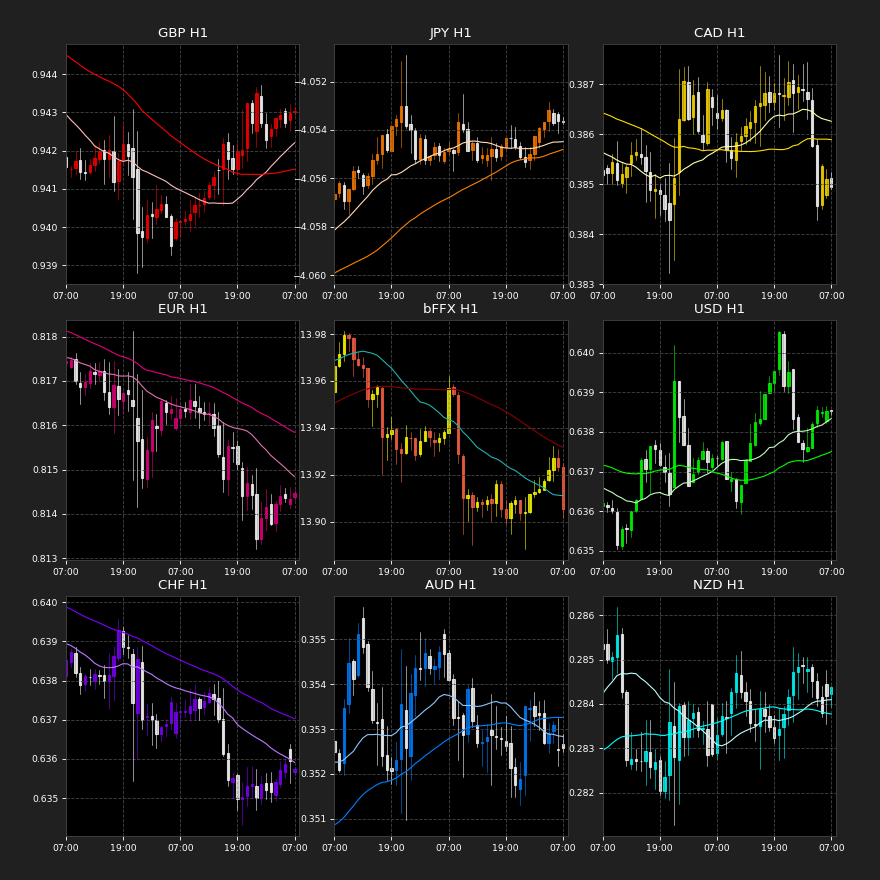 GBP H1
0.944
0.943
0.942
0.941
0.940
0.939
07:00 19:00 07:00 19:00 07:00
JPY H1
−4.052
−4.054
−4.056
−4.058
−4.060
07:00 19:00 07:00 19:00 07:00
CAD H1
0.387
0.386
0.385
0.384
0.383
07:00 19:00 07:00 19:00 07:00
EUR H1
0.818
0.817
0.816
0.815
0.814
0.813
07:00 19:00 07:00 19:00 07:00
bFFX H1
13.98
13.96
13.94
13.92
13.90
07:00 19:00 07:00 19:00 07:00
USD H1
0.640
0.639
0.638
0.637
0.636
0.635
07:00 19:00 07:00 19:00 07:00
CHF H1
0.640
0.639
0.638
0.637
0.636
0.635
07:00 19:00 07:00 19:00 07:00
AUD H1
0.355
0.354
0.353
0.352
0.351
07:00 19:00 07:00 19:00 07:00
NZD H1
0.286
0.285
0.284
0.283
0.282
07:00 19:00 07:00 19:00 07:00